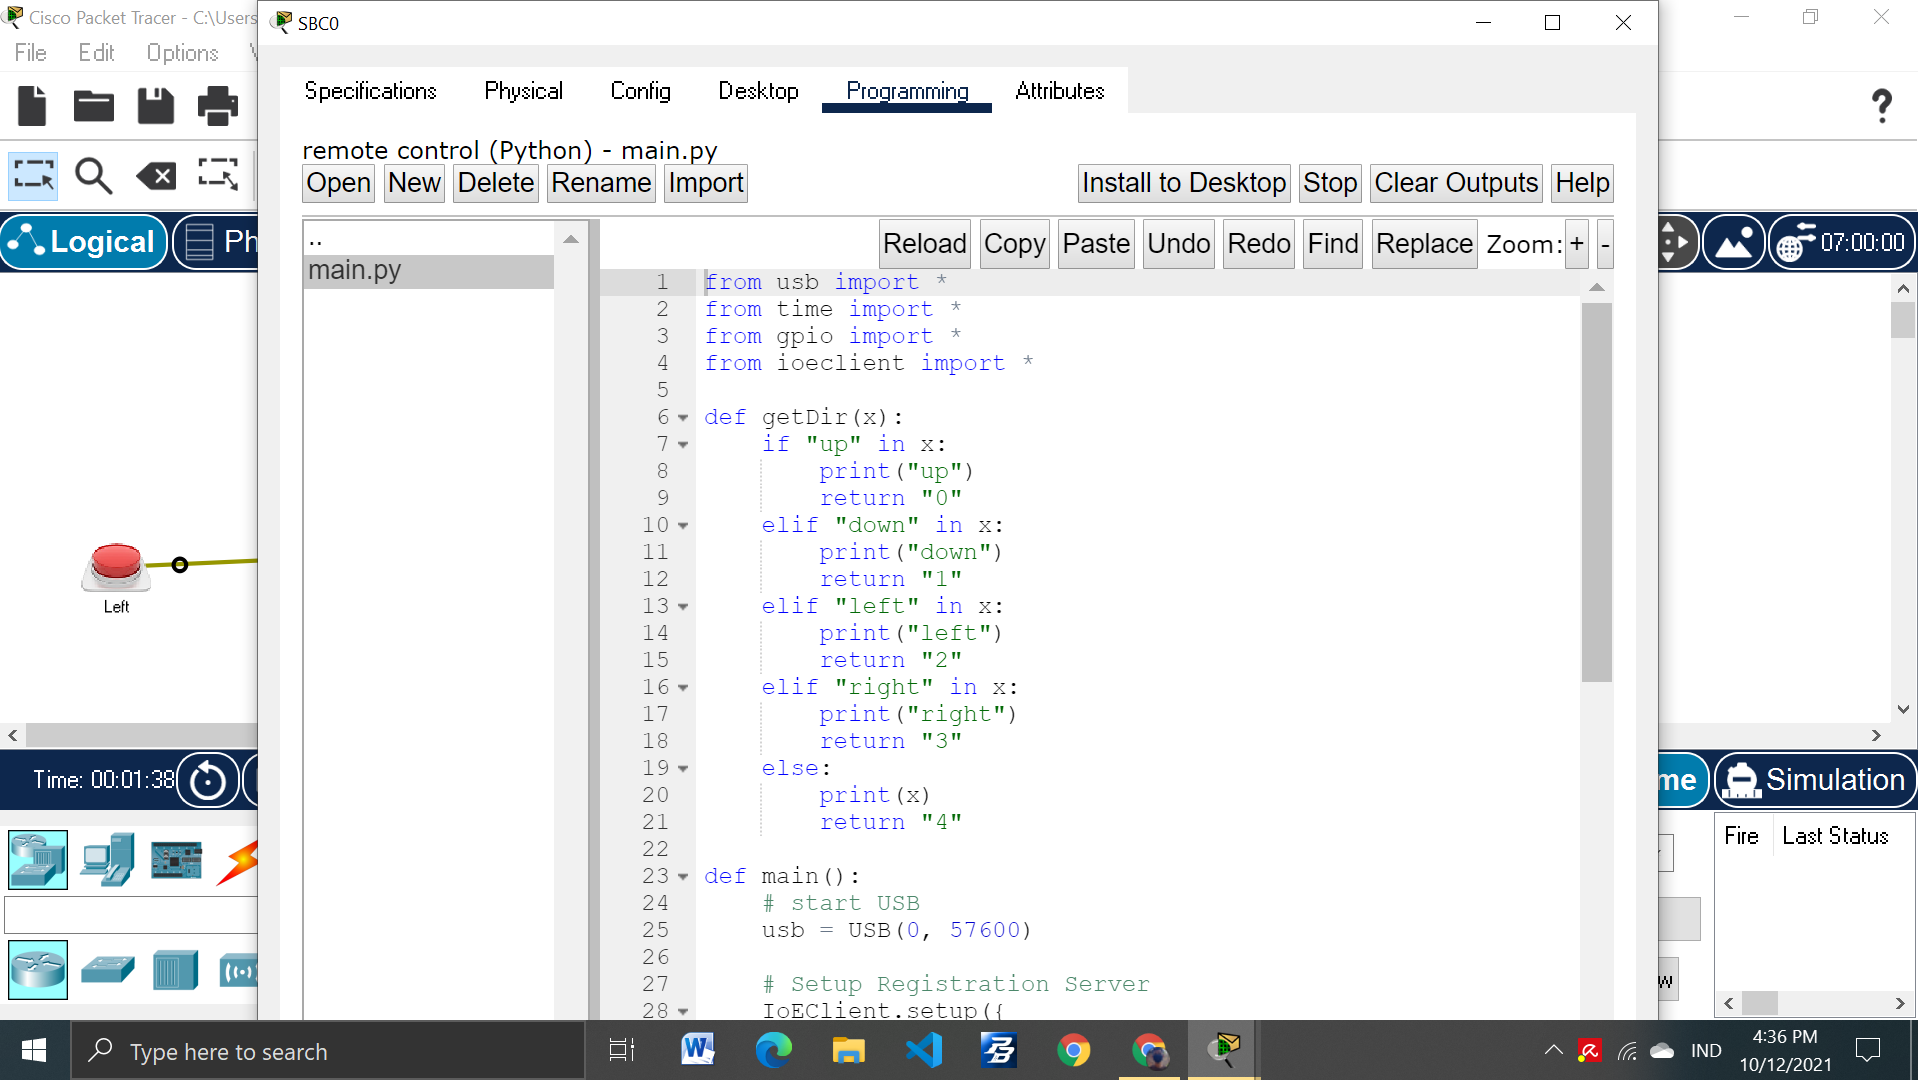 Cisco Packet Tracer - C:\Users
SBC0
File Edit Options
Specifications Physical Config Desktop Programming Attributes
remote control (Python) - main.py
Open New Delete Rename Import Install to Desktop Stop Clear Outputs Help
Logical
Ph
07:00:00
..
main.py
Reload Copy Paste Undo Redo Find Replace Zoom: + -
1 from usb import *
2 from time import *
3 from gpio import *
4 from ioeclient import *
5
6 def getDir(x):
7     if "up" in x:
8         print("up")
9         return "0"
10     elif "down" in x:
11         print("down")
12         return "1"
13     elif "left" in x:
14         print("left")
15         return "2"
16     elif "right" in x:
17         print("right")
18         return "3"
19     else:
20         print(x)
21         return "4"
22
23 def main():
24     # start USB
25     usb = USB(0, 57600)
26
27     # Setup Registration Server
28     IoEClient.setup({
Left
Time: 00:01:38
me
Simulation
Fire Last Status
w
Type here to search
IND
4:36 PM
10/12/2021